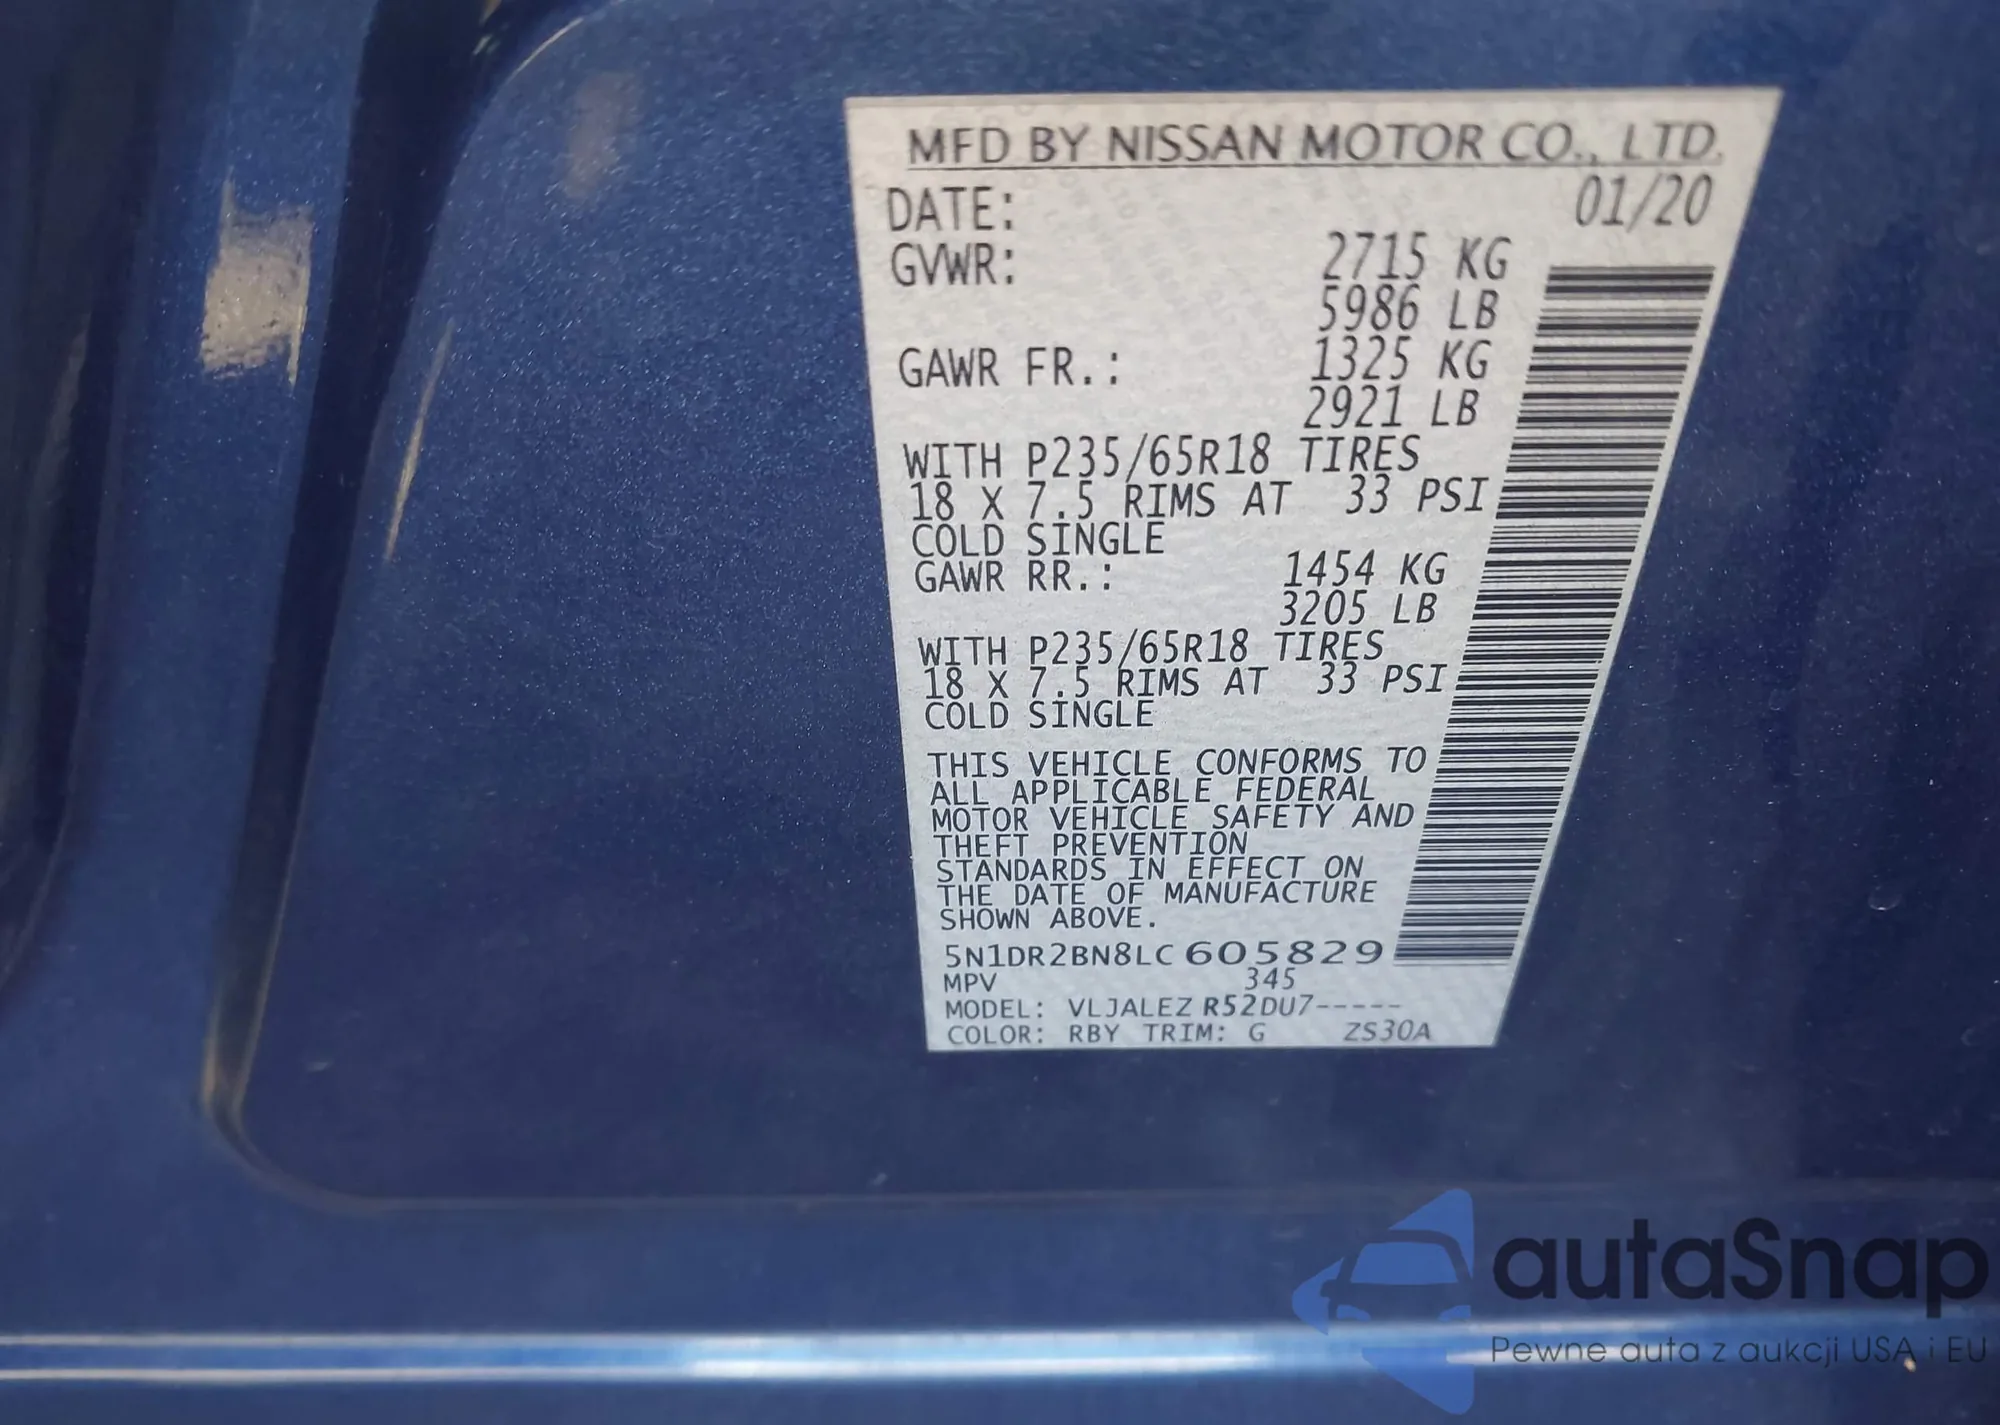 MFD BY NISSAN MOTOR CO., LTD.
DATE: 01/20
GVWR: 2715 KG
5986 LB
GAWR FR.: 1325 KG
2921 LB
WITH P235/65R18 TIRES
18 X 7.5 RIMS AT 33 PSI
COLD SINGLE
GAWR RR.: 1454 KG
3205 LB
WITH P235/65R18 TIRES
18 X 7.5 RIMS AT 33 PSI
COLD SINGLE
THIS VEHICLE CONFORMS TO
ALL APPLICABLE FEDERAL
MOTOR VEHICLE SAFETY AND
THEFT PREVENTION
STANDARDS IN EFFECT ON
THE DATE OF MANUFACTURE
SHOWN ABOVE.
5N1DR2BN8LC605829
MPV 345
MODEL: VLJALEZ R52DU7-----
COLOR: RBY TRIM: G ZS30A
autaSnap
Pewne auta z aukcji USA i EU